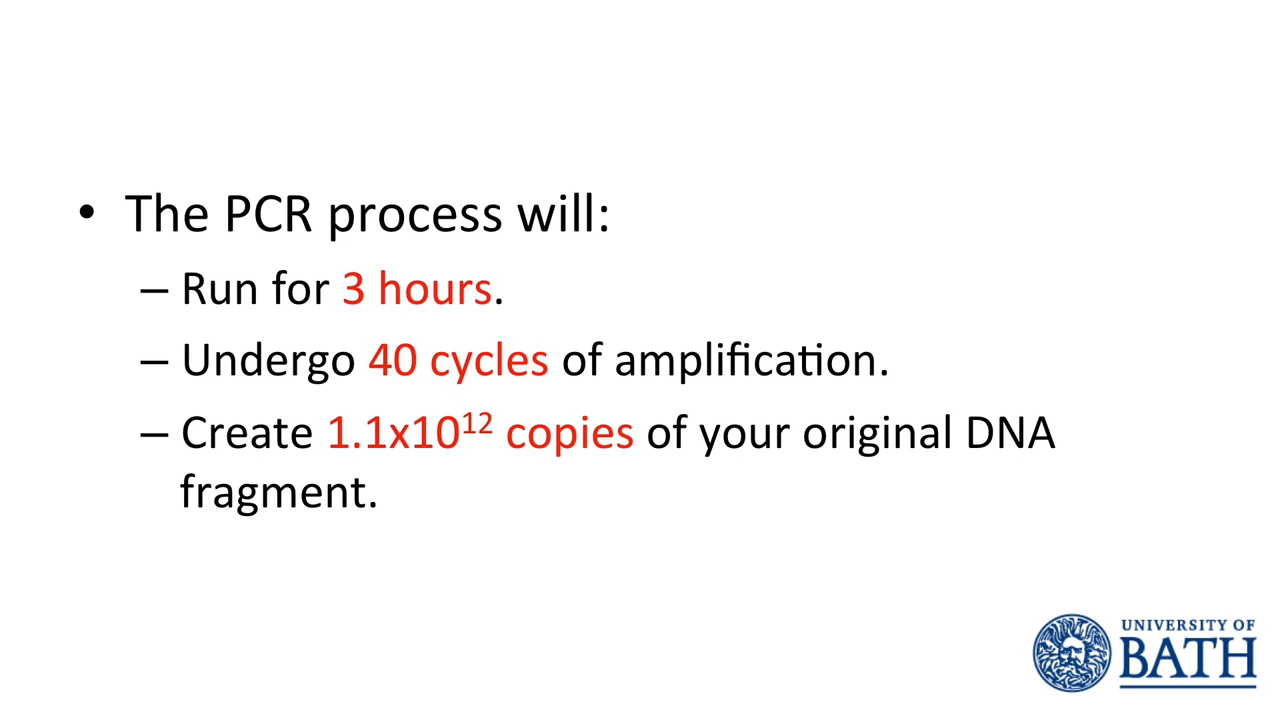 • The PCR process will:
– Run for 3 hours.
– Undergo 40 cycles of amplification.
– Create 1.1x10¹² copies of your original DNA
fragment.
UNIVERSITY OF
BATH